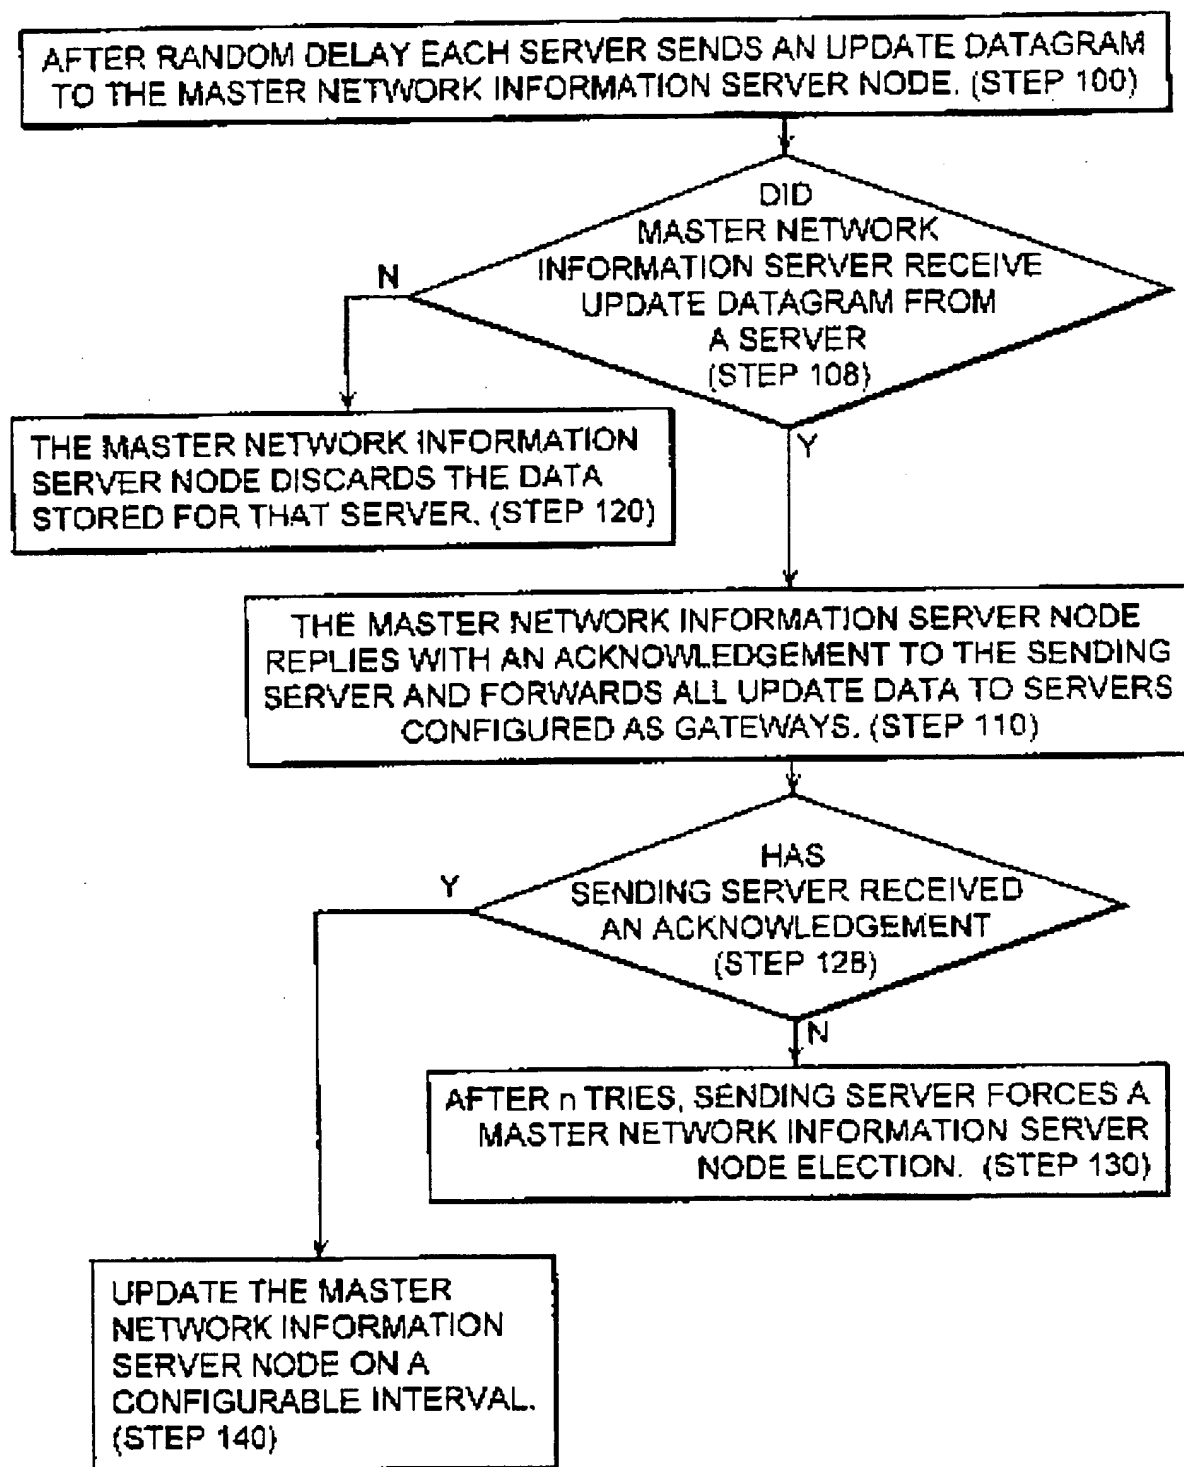 AFTER RANDOM DELAY EACH SERVER SENDS AN UPDATE DATAGRAM
TO THE MASTER NETWORK INFORMATION SERVER NODE. (STEP 100)
DID
MASTER NETWORK
INFORMATION SERVER RECEIVE
UPDATE DATAGRAM FROM
A SERVER
(STEP 108)
N
Y
THE MASTER NETWORK INFORMATION
SERVER NODE DISCARDS THE DATA
STORED FOR THAT SERVER. (STEP 120)
THE MASTER NETWORK INFORMATION SERVER NODE
REPLIES WITH AN ACKNOWLEDGEMENT TO THE SENDING
SERVER AND FORWARDS ALL UPDATE DATA TO SERVERS
CONFIGURED AS GATEWAYS. (STEP 110)
HAS
SENDING SERVER RECEIVED
AN ACKNOWLEDGEMENT
(STEP 128)
Y
N
AFTER n TRIES, SENDING SERVER FORCES A
MASTER NETWORK INFORMATION SERVER
NODE ELECTION. (STEP 130)
UPDATE THE MASTER
NETWORK INFORMATION
SERVER NODE ON A
CONFIGURABLE INTERVAL.
(STEP 140)